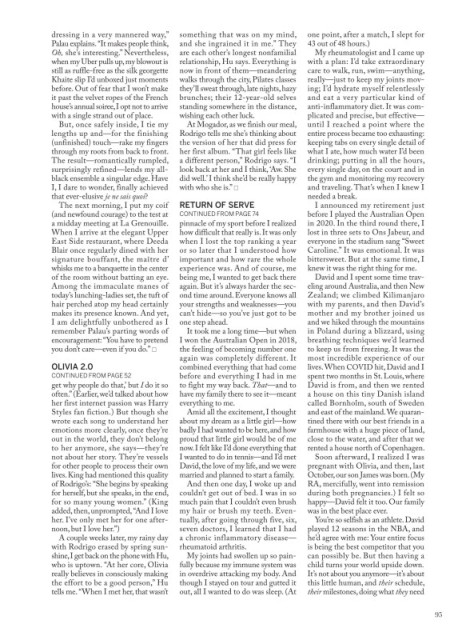 dressing in a very mannered way,"
Palau explains. "It makes people think,
Oh, she's interesting." Nevertheless,
when my Uber pulls up, my blowout is
still as ruffle-free as the silk georgette
Khaite slip I'd unboxed just moments
before. Out of fear that I won't make
it past the velvet ropes of the French
house's annual soiree, I opt not to arrive
with a single strand out of place.
But, once safely inside, I tie my
lengths up and—for the finishing
(unfinished) touch—rake my fingers
through my roots from back to front.
The result—romantically rumpled,
surprisingly refined—lends my all-
black ensemble a singular edge. Have
I, I dare to wonder, finally achieved
that ever-elusive je ne sais quoi?
The next morning, I put my coif
(and newfound courage) to the test at
a midday meeting at La Grenouille.
When I arrive at the elegant Upper
East Side restaurant, where Deeda
Blair once regularly dined with her
signature bouffant, the maître d'
whisks me to a banquette in the center
of the room without batting an eye.
Among the immaculate manes of
today's lunching-ladies set, the tuft of
hair perched atop my head certainly
makes its presence known. And yet,
I am delightfully unbothered as I
remember Palau's parting words of
encouragement: "You have to pretend
you don't care—even if you do." □
OLIVIA 2.0
CONTINUED FROM PAGE 52
get why people do that,' but I do it so
often." (Earlier, we'd talked about how
her first internet passion was Harry
Styles fan fiction.) But though she
wrote each song to understand her
emotions more clearly, once they're
out in the world, they don't belong
to her anymore, she says—they're
not about her story. They're vessels
for other people to process their own
lives. King had mentioned this quality
of Rodrigo's: "She begins by speaking
for herself, but she speaks, in the end,
for so many young women." (King
added, then, unprompted, "And I love
her. I've only met her for one after-
noon, but I love her.")
A couple weeks later, my rainy day
with Rodrigo erased by spring sun-
shine, I get back on the phone with Hu,
who is uptown. "At her core, Olivia
really believes in consciously making
the effort to be a good person," Hu
tells me. "When I met her, that wasn't
something that was on my mind,
and she ingrained it in me." They
are each other's longest nonfamilial
relationship, Hu says. Everything is
now in front of them—meandering
walks through the city, Pilates classes
they'll sweat through, late nights, hazy
brunches; their 12-year-old selves
standing somewhere in the distance,
wishing each other luck.
At Mogador, as we finish our meal,
Rodrigo tells me she's thinking about
the version of her that did press for
her first album. "That girl feels like
a different person," Rodrigo says. "I
look back at her and I think, 'Aw. She
did well.' I think she'd be really happy
with who she is." □
RETURN OF SERVE
CONTINUED FROM PAGE 74
pinnacle of my sport before I realized
how difficult that really is. It was only
when I lost the top ranking a year
or so later that I understood how
important and how rare the whole
experience was. And of course, me
being me, I wanted to get back there
again. But it's always harder the sec-
ond time around. Everyone knows all
your strengths and weaknesses—you
can't hide—so you've just got to be
one step ahead.
It took me a long time—but when
I won the Australian Open in 2018,
the feeling of becoming number one
again was completely different. It
combined everything that had come
before and everything I had in me
to fight my way back. That—and to
have my family there to see it—meant
everything to me.
Amid all the excitement, I thought
about my dream as a little girl—how
badly I had wanted to be here, and how
proud that little girl would be of me
now. I felt like I'd done everything that
I wanted to do in tennis—and I'd met
David, the love of my life, and we were
married and planned to start a family.
And then one day, I woke up and
couldn't get out of bed. I was in so
much pain that I couldn't even brush
my hair or brush my teeth. Even-
tually, after going through five, six,
seven doctors, I learned that I had
a chronic inflammatory disease—
rheumatoid arthritis.
My joints had swollen up so pain-
fully because my immune system was
in overdrive attacking my body. And
though I stayed on tour and gutted it
out, all I wanted to do was sleep. (At
one point, after a match, I slept for
43 out of 48 hours.)
My rheumatologist and I came up
with a plan: I'd take extraordinary
care to walk, run, swim—anything,
really—just to keep my joints mov-
ing; I'd hydrate myself relentlessly
and eat a very particular kind of
anti-inflammatory diet. It was com-
plicated and precise, but effective—
until I reached a point where the
entire process became too exhausting:
keeping tabs on every single detail of
what I ate, how much water I'd been
drinking; putting in all the hours,
every single day, on the court and in
the gym and monitoring my recovery
and traveling. That's when I knew I
needed a break.
I announced my retirement just
before I played the Australian Open
in 2020. In the third round there, I
lost in three sets to Ons Jabeur, and
everyone in the stadium sang "Sweet
Caroline." It was emotional. It was
bittersweet. But at the same time, I
knew it was the right thing for me.
David and I spent some time trav-
eling around Australia, and then New
Zealand; we climbed Kilimanjaro
with my parents, and then David's
mother and my brother joined us
and we hiked through the mountains
in Poland during a blizzard, using
breathing techniques we'd learned
to keep us from freezing. It was the
most incredible experience of our
lives. When COVID hit, David and I
spent two months in St. Louis, where
David is from, and then we rented
a house on this tiny Danish island
called Bornholm, south of Sweden
and east of the mainland. We quaran-
tined there with our best friends in a
farmhouse with a huge piece of land,
close to the water, and after that we
rented a house north of Copenhagen.
Soon afterward, I realized I was
pregnant with Olivia, and then, last
October, our son James was born. (My
RA, mercifully, went into remission
during both pregnancies.) I felt so
happy—David felt it too. Our family
was in the best place ever.
You're so selfish as an athlete. David
played 12 seasons in the NBA, and
he'd agree with me: Your entire focus
is being the best competitor that you
can possibly be. But then having a
child turns your world upside down.
It's not about you anymore—it's about
this little human, and their schedule,
their milestones, doing what they need
95